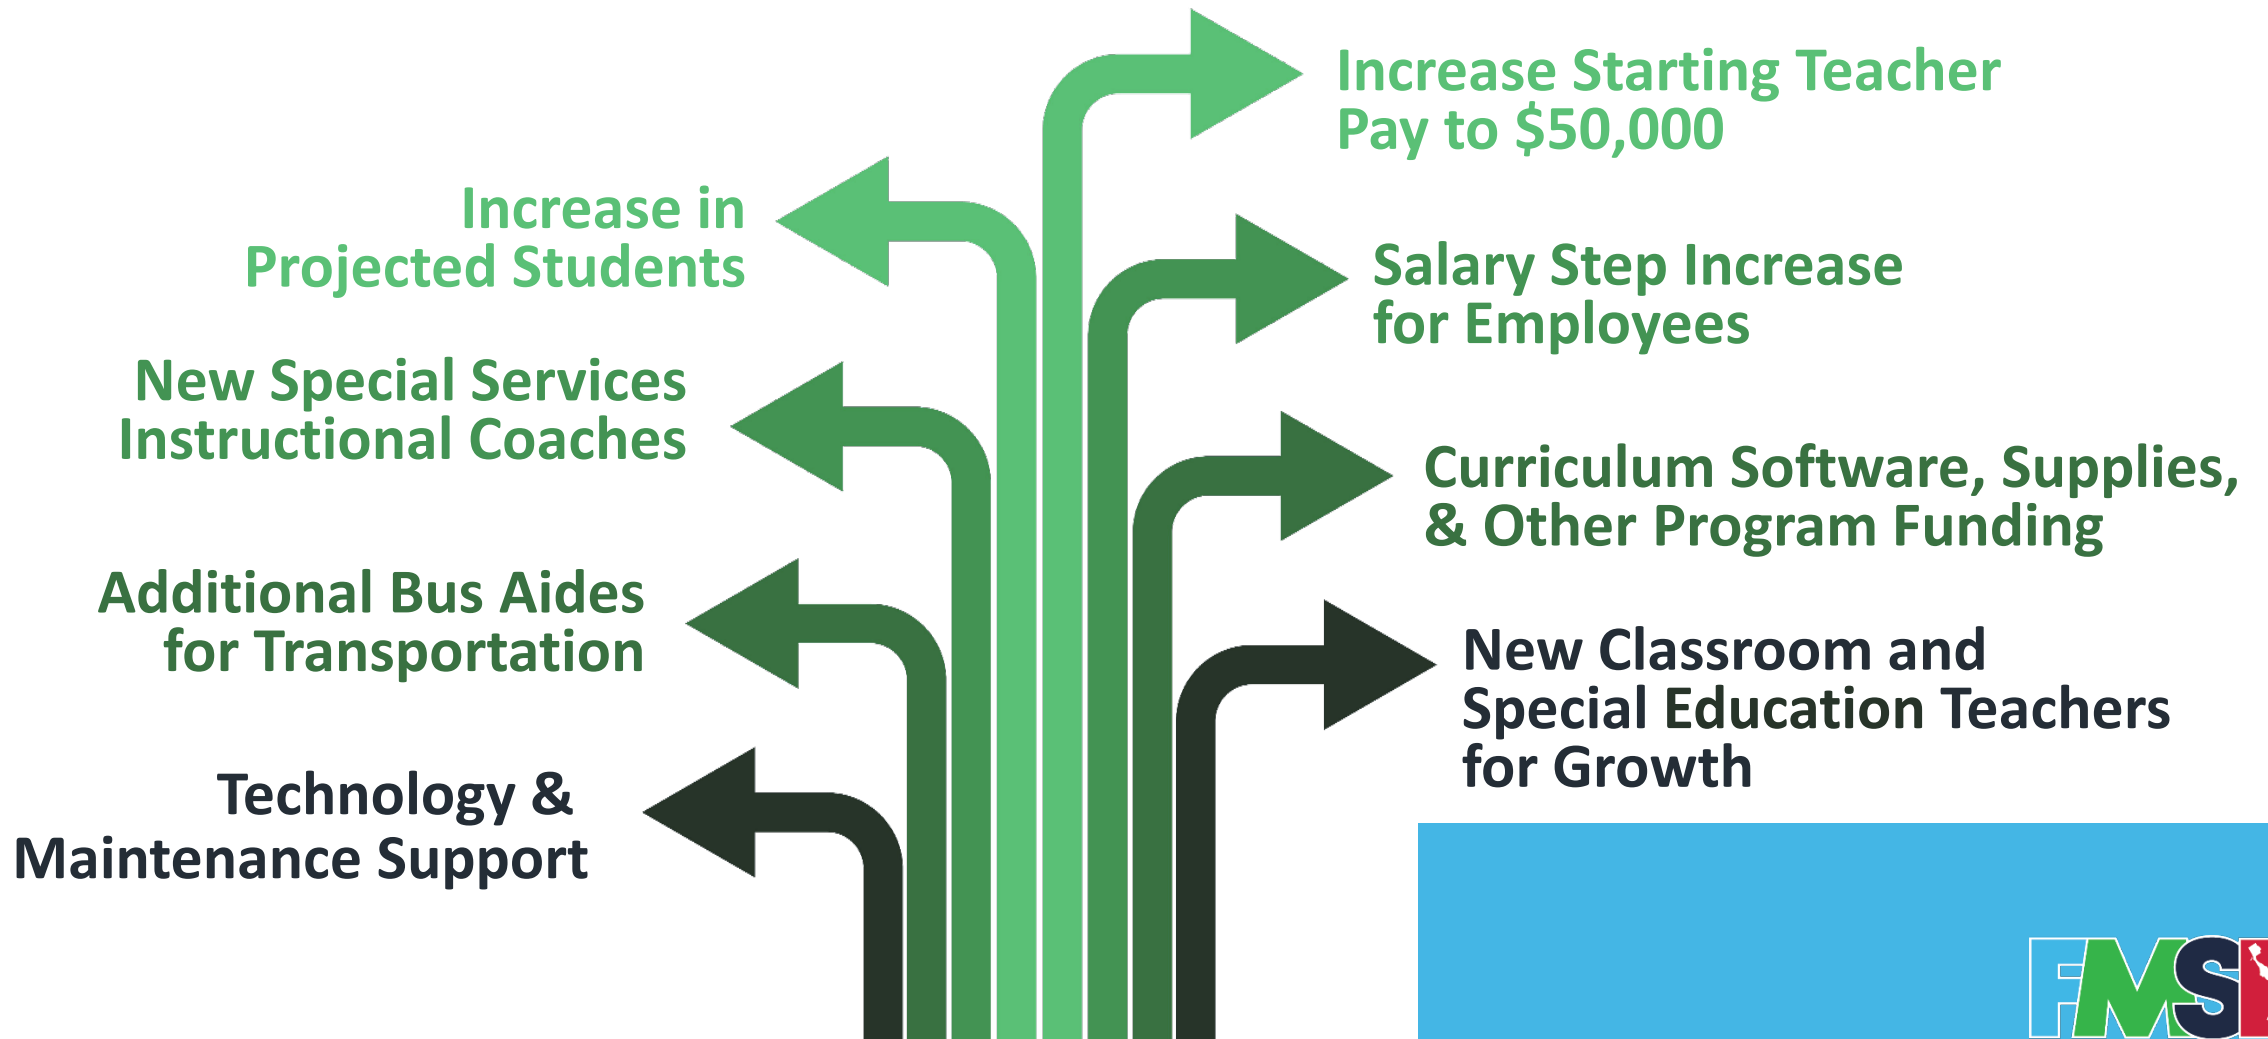 Increase Starting Teacher
Pay to $50,000
Increase in
Projected Students
Salary Step Increase
for Employees
New Special Services
Instructional Coaches
Curriculum Software, Supplies,
& Other Program Funding
Additional Bus Aides
for Transportation
New Classroom and
Special Education Teachers
for Growth
Technology &
Maintenance Support
FMS